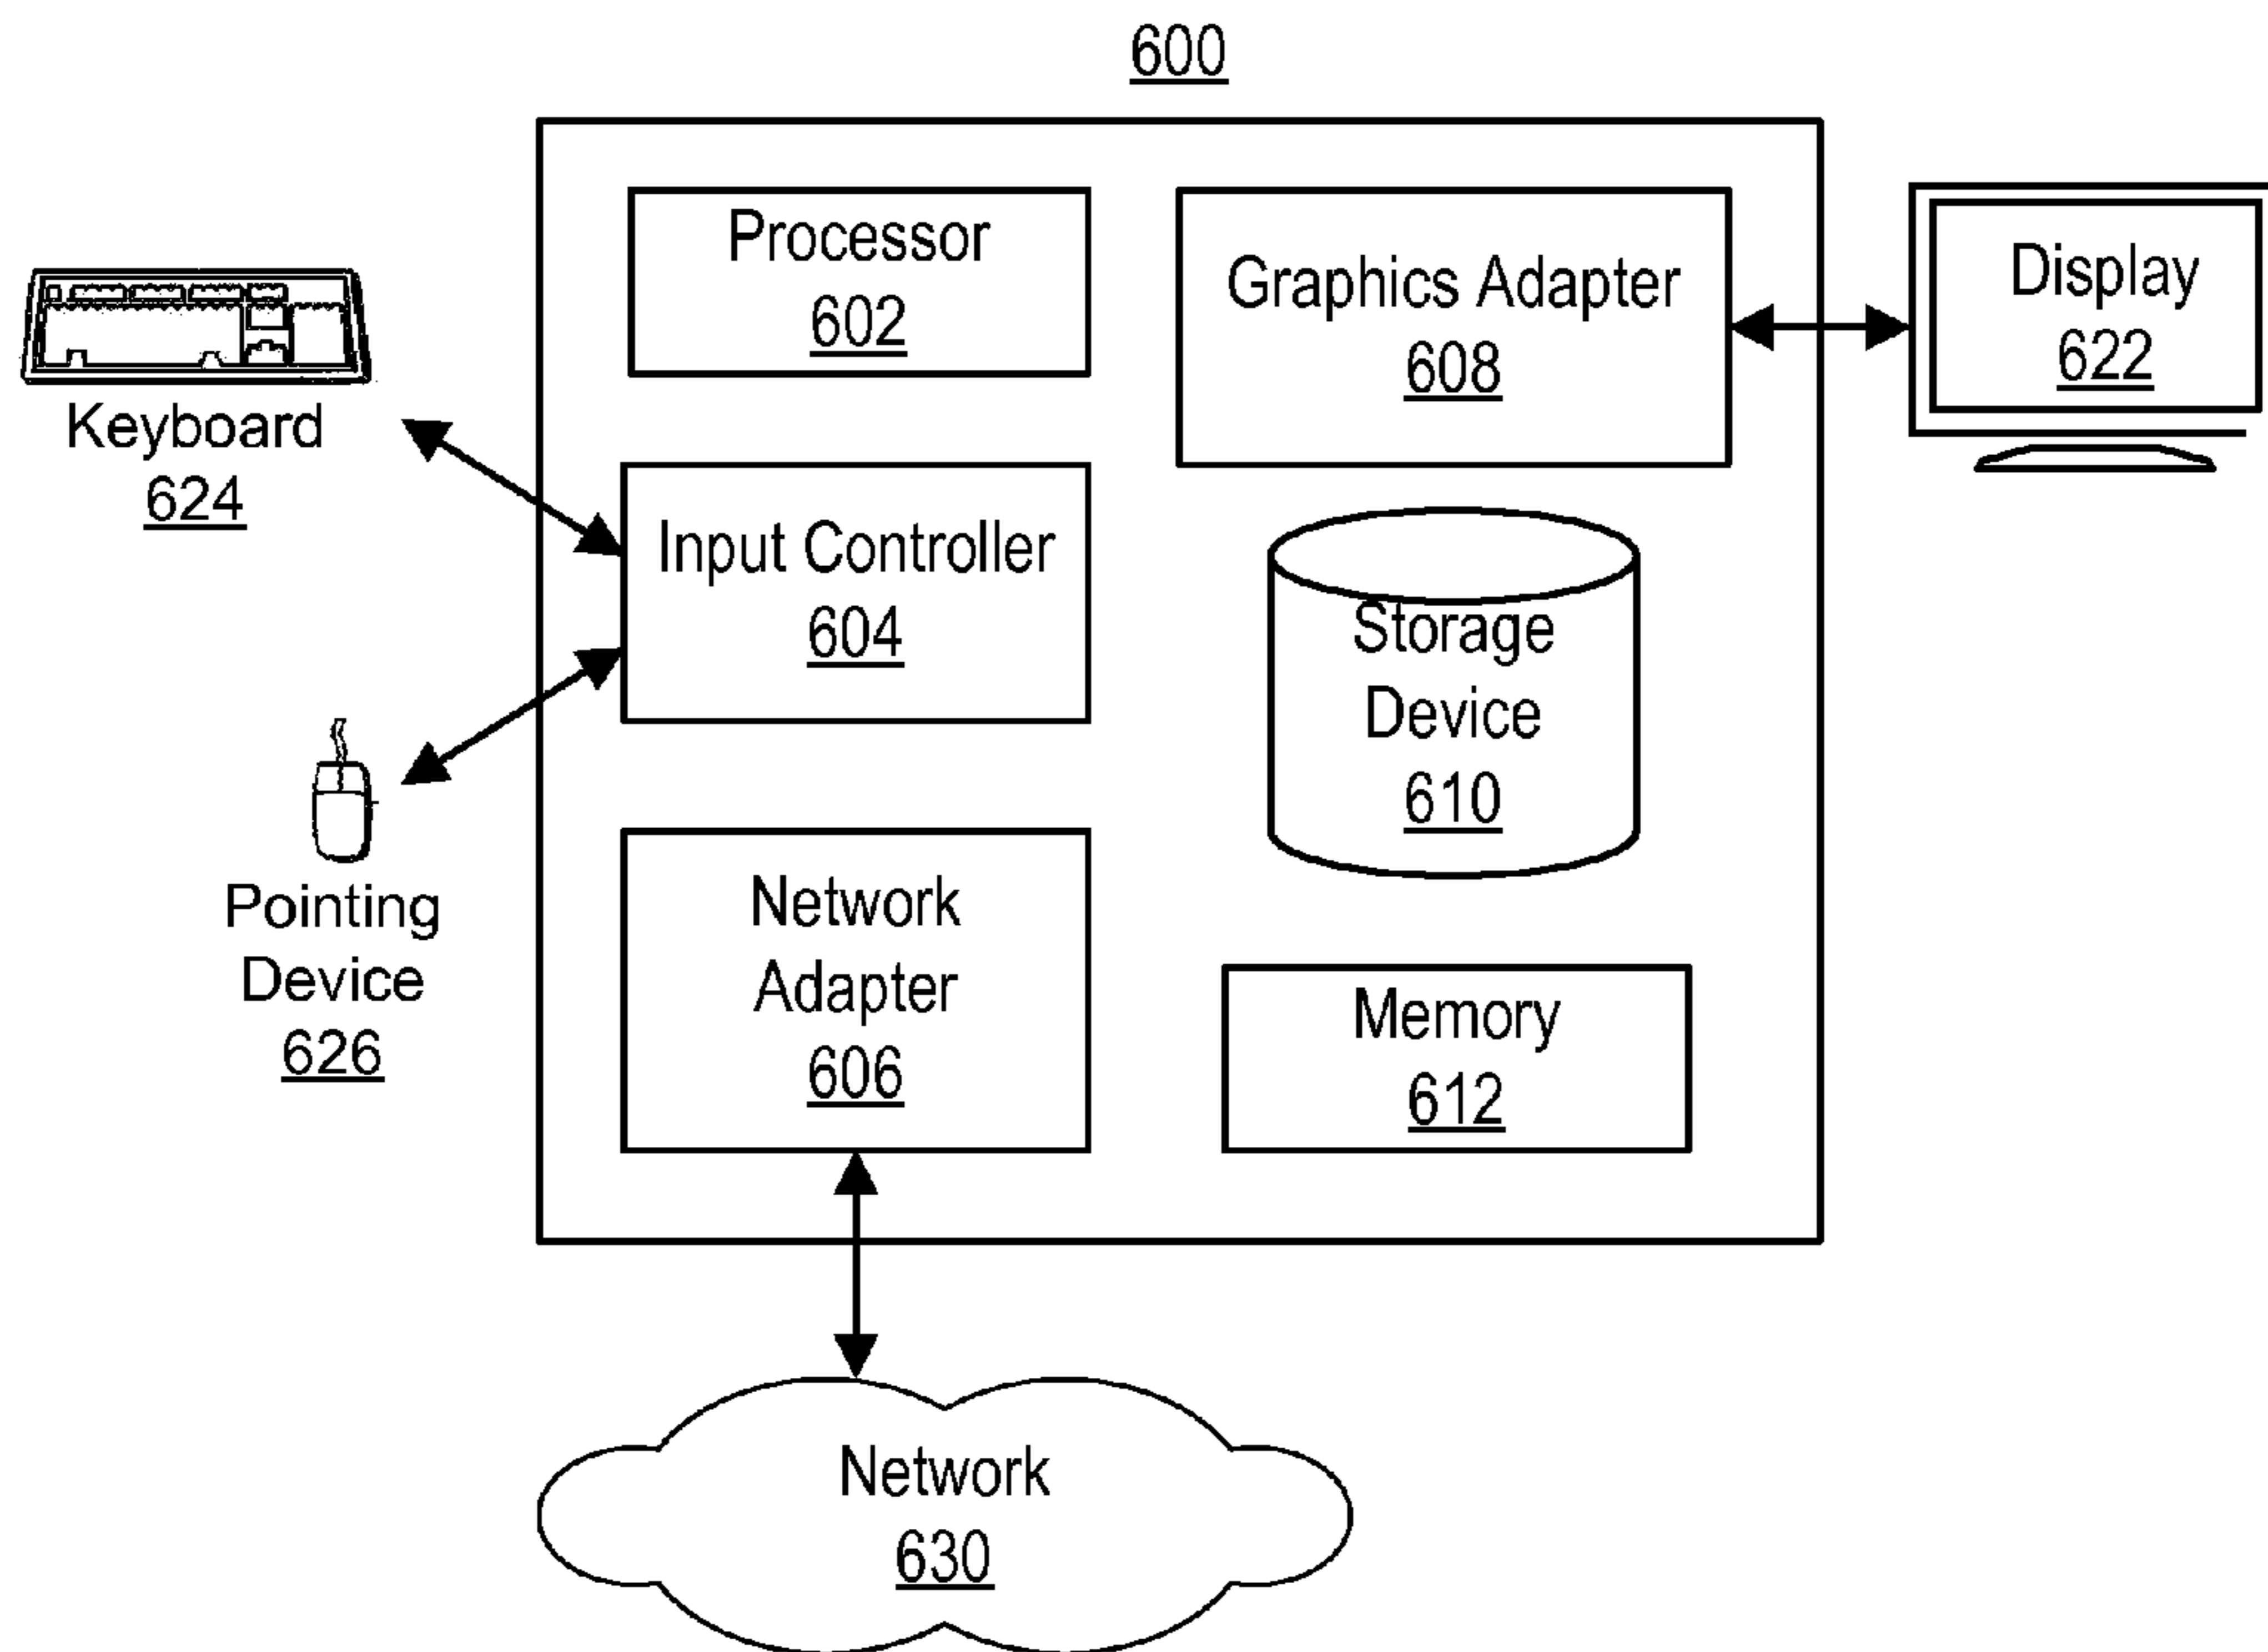 600
Processor
602
Graphics Adapter
608
Display
622
Keyboard
624
Input Controller
604
Storage
Device
610
Pointing
Device
626
Network
Adapter
606
Memory
612
Network
630